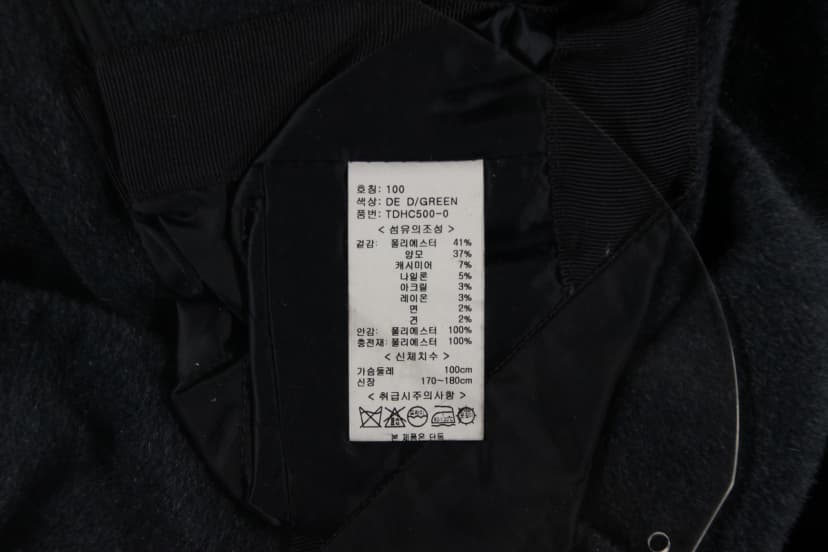 호칭: 100
색상: DE D/GREEN
품번: TDHC500-0
< 섬유의조성 >
겉감: 폴리에스터 41%
양모 37%
캐시미어 7%
나일론 5%
아크릴 3%
레이온 3%
면 2%
견 2%
안감: 폴리에스터 100%
충전재: 폴리에스터 100%
< 신체치수 >
가슴둘레 100cm
신장 170~180cm
< 취급시주의사항 >
본 제품은